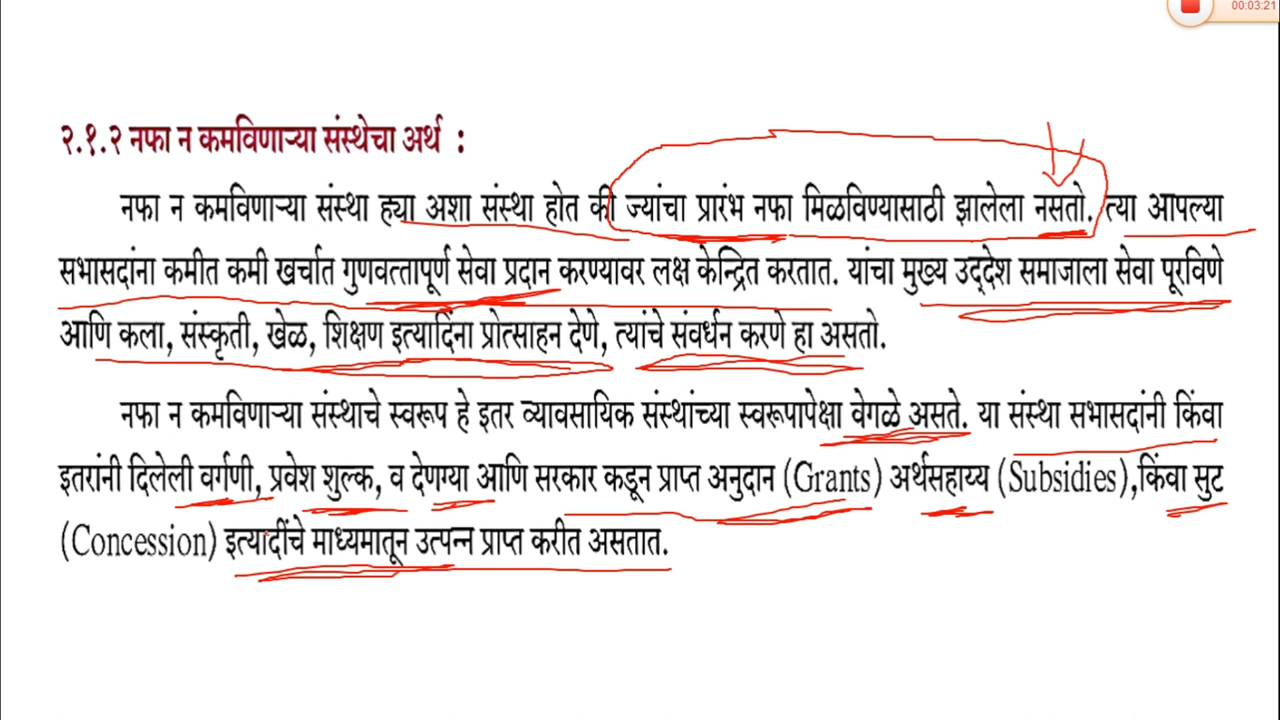 00:03:21
२.१.२ नफा न कमविणाऱ्या संस्थेचा अर्थ :
नफा न कमविणाऱ्या संस्था ह्या अशा संस्था होत की ज्यांचा प्रारंभ नफा मिळविण्यासाठी झालेला नसतो. त्या आपल्या
सभासदांना कमीत कमी खर्चात गुणवत्तापूर्ण सेवा प्रदान करण्यावर लक्ष केन्द्रित करतात. यांचा मुख्य उद्देश समाजाला सेवा पूरविणे
आणि कला, संस्कृती, खेळ, शिक्षण इत्यादिंना प्रोत्साहन देणे, त्यांचे संवर्धन करणे हा असतो.
नफा न कमविणाऱ्या संस्थाचे स्वरूप हे इतर व्यावसायिक संस्थांच्या स्वरूपापेक्षा वेगळे असते. या संस्था सभासदांनी किंवा
इतरांनी दिलेली वर्गणी, प्रवेश शुल्क, व देणग्या आणि सरकार कडून प्राप्त अनुदान (Grants) अर्थसहाय्य (Subsidies),किंवा सुट
(Concession) इत्यादींचे माध्यमातून उत्पन्न प्राप्त करीत असतात.